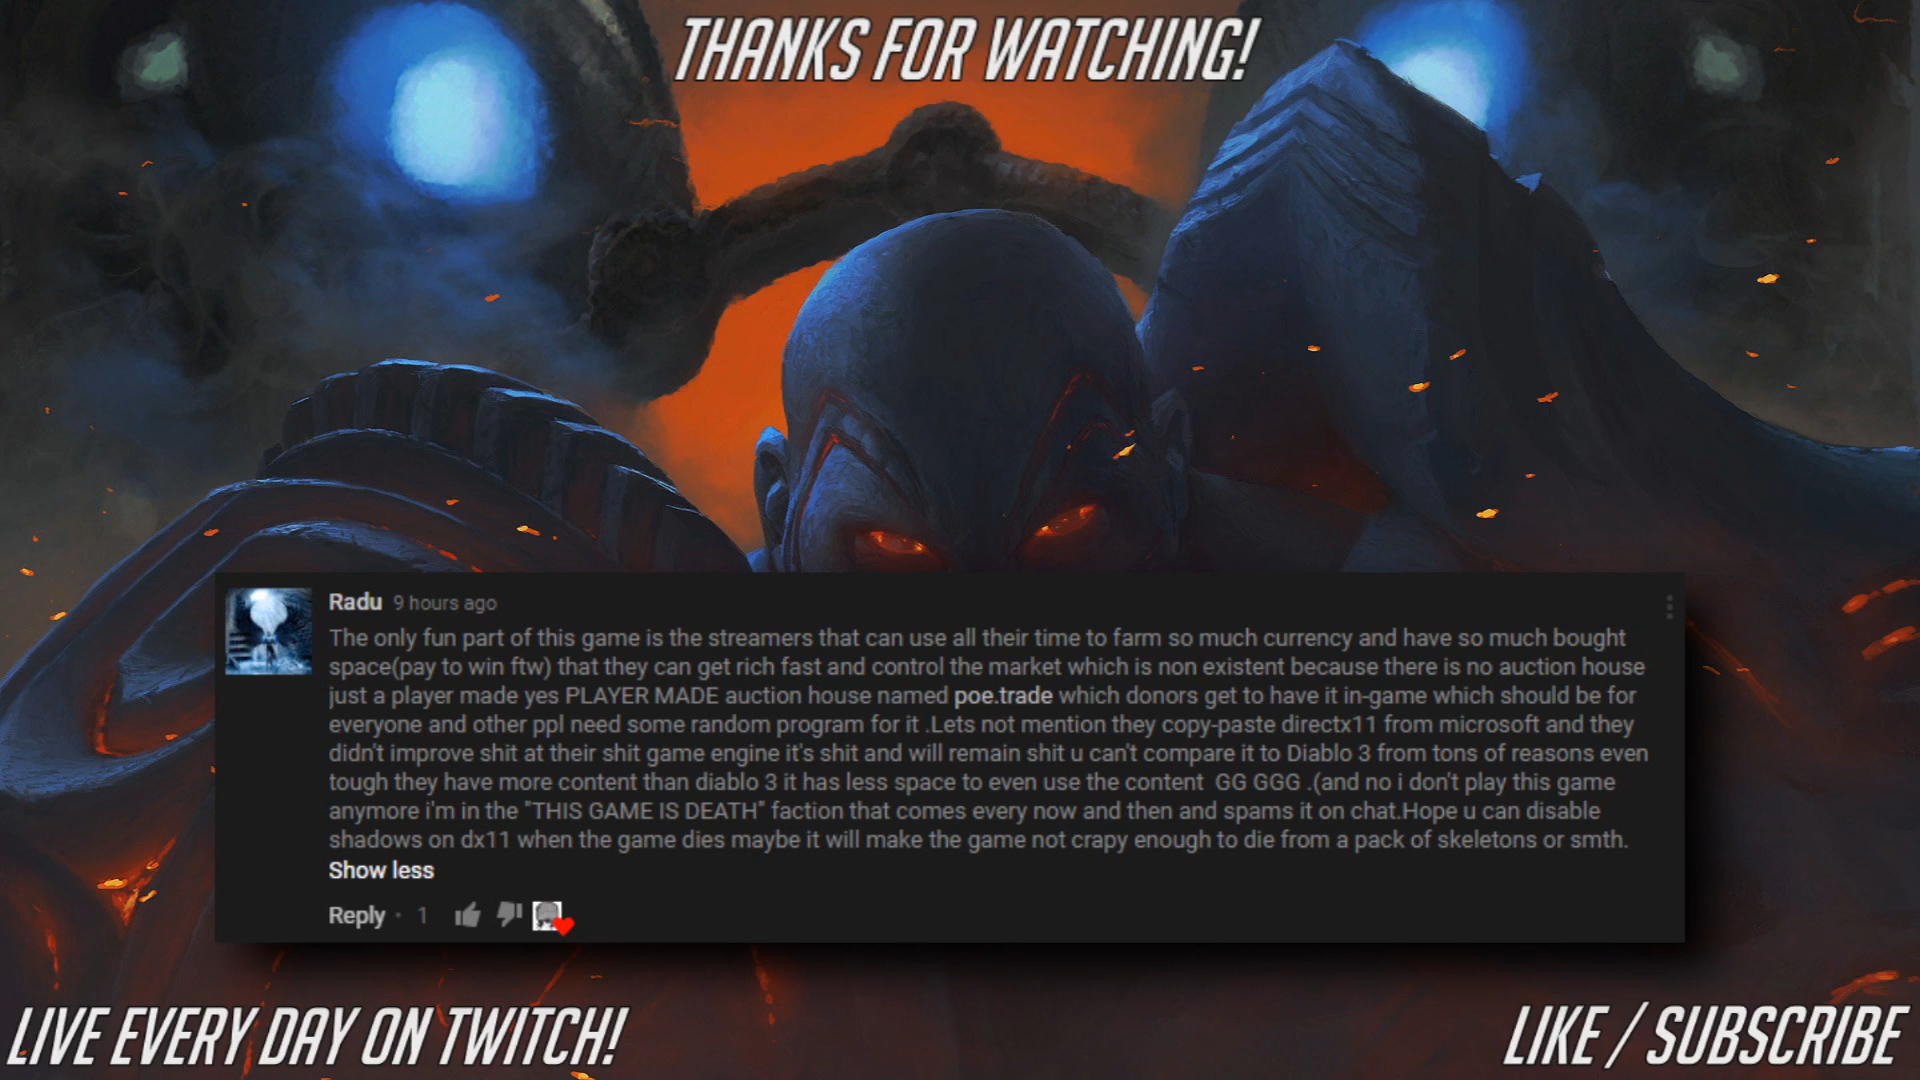 THANKS FOR WATCHING!
Radu 9 hours ago
The only fun part of this game is the streamers that can use all their time to farm so much currency and have so much bought
space(pay to win ftw) that they can get rich fast and control the market which is non existent because there is no auction house
just a player made yes PLAYER MADE auction house named poe.trade which donors get to have it in-game which should be for
everyone and other ppl need some random program for it .Lets not mention they copy-paste directx11 from microsoft and they
didn't improve shit at their shit game engine it's shit and will remain shit u can't compare it to Diablo 3 from tons of reasons even
tough they have more content than diablo 3 it has less space to even use the content  GG GGG .(and no i don't play this game
anymore i'm in the "THIS GAME IS DEATH" faction that comes every now and then and spams it on chat.Hope u can disable
shadows on dx11 when the game dies maybe it will make the game not crapy enough to die from a pack of skeletons or smth.
Show less
Reply · 1
LIVE EVERY DAY ON TWITCH!
LIKE / SUBSCRIBE